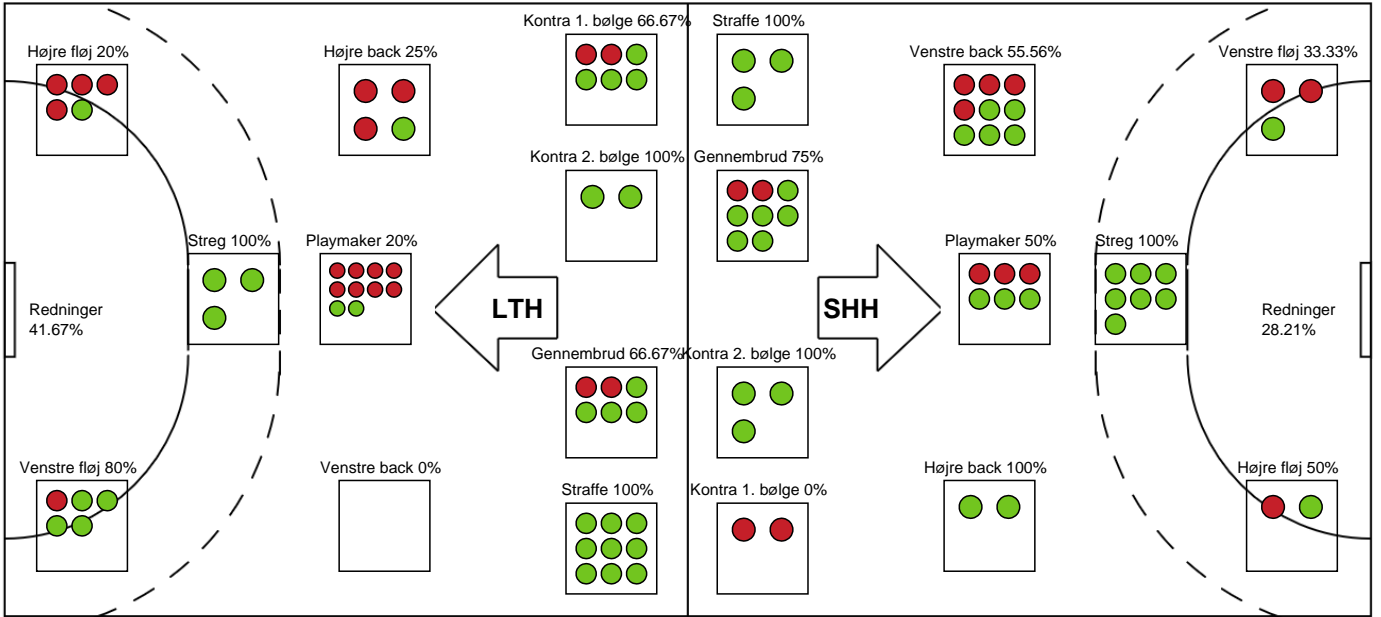 Kontra 1. bølge 66.67%
Straffe 100%
Højre fløj 20%
Højre back 25%
Venstre back 55.56%
Venstre fløj 33.33%
Kontra 2. bølge 100%
Gennembrud 75%
Streg 100%
Playmaker 20%
Playmaker 50%
Streg 100%
Redninger
41.67%
LTH
SHH
Redninger
28.21%
Gennembrud 66.67%
Kontra 2. bølge 100%
Venstre fløj 80%
Venstre back 0%
Straffe 100%
Kontra 1. bølge 0%
Højre back 100%
Højre fløj 50%